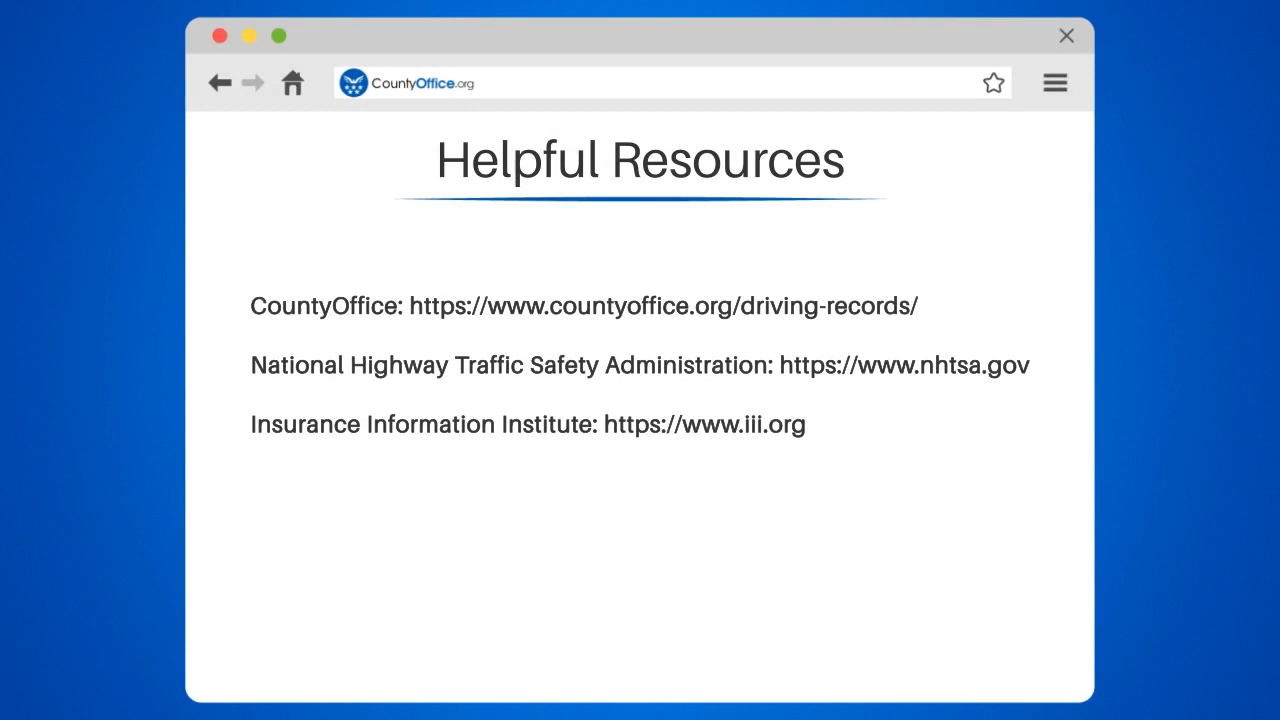 CountyOffice.org
Helpful Resources
CountyOffice: https://www.countyoffice.org/driving-records/
National Highway Traffic Safety Administration: https://www.nhtsa.gov
Insurance Information Institute: https://www.iii.org